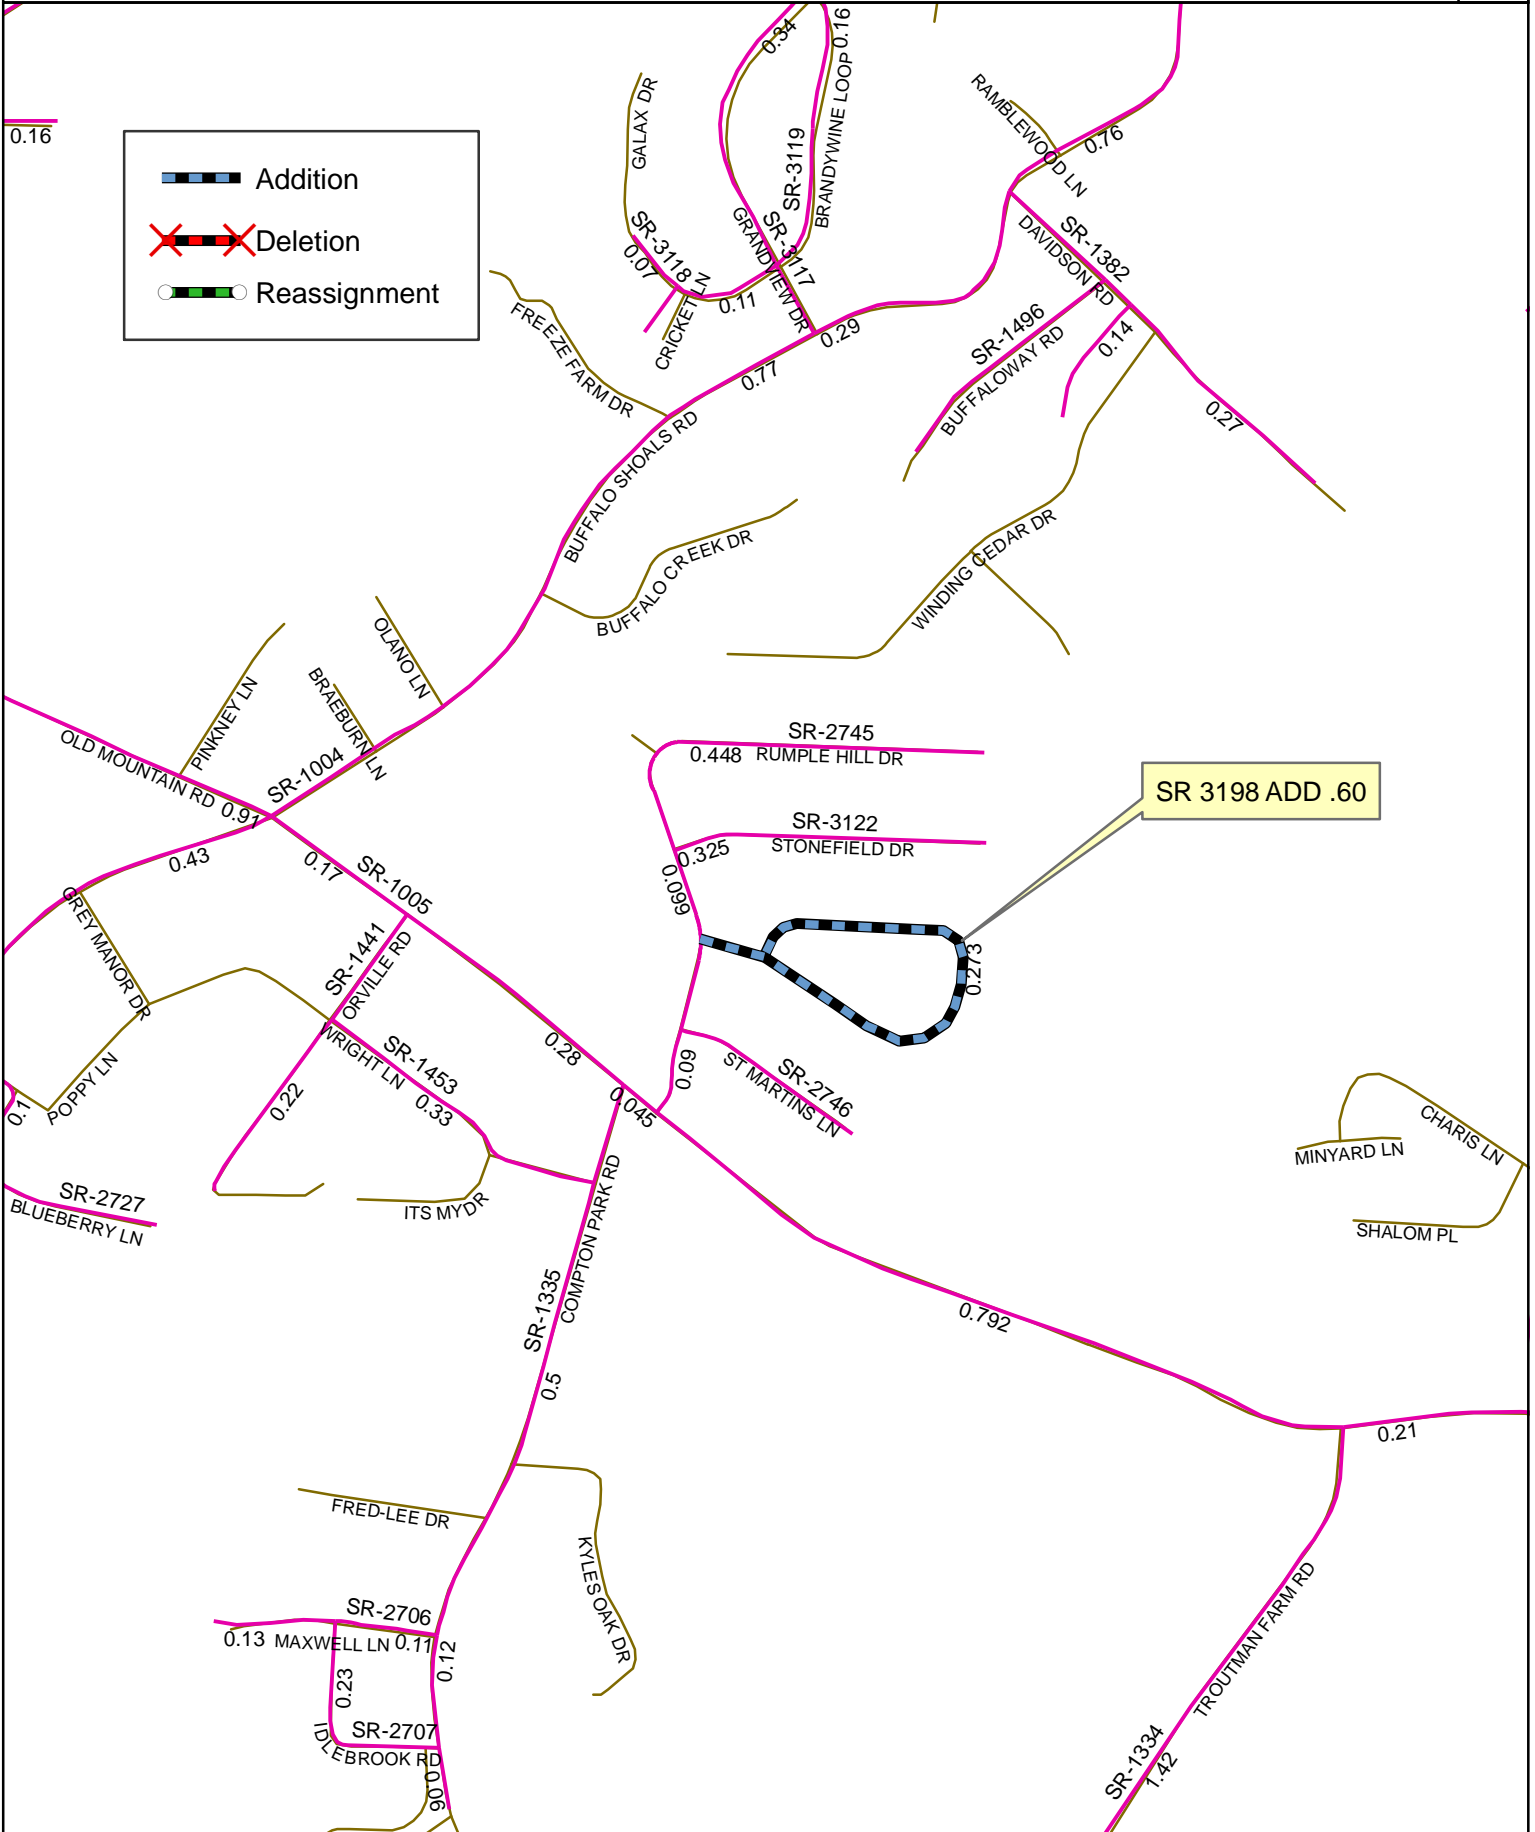 0.34
0.16
BRANDYWINE LOOP
SR-3119
GALAX DR
RAMBLEWOOD LN
0.76
0.16
Addition
Deletion
Reassignment
SR-3118
0.07
SR-3117
GRANDVIEW DR
CRICKET LN
0.11
0.29
SR-1382
DAVIDSON RD
SR-1496
BUFFALOWAY RD
0.14
0.27
FREEZE FARM DR
0.77
BUFFALO SHOALS RD
BUFFALO CREEK DR
WINDING CEDAR DR
OLANO LN
BRAEBURN LN
PINKNEY LN
OLD MOUNTAIN RD
0.91
SR-1004
SR-2745
0.448
RUMPLE HILL DR
SR 3198 ADD .60
SR-3122
0.325
STONEFIELD DR
0.099
0.43
0.17
SR-1005
GREY MANOR DR
SR-1441
ORVILLE RD
0.273
WRIGHT LN
SR-1453
0.33
0.28
0.09
SR-2746
ST MARTINS LN
0.045
0.22
POPPY LN
0.1
CHARIS LN
MINYARD LN
SHALOM PL
SR-2727
BLUEBERRY LN
ITS MY DR
COMPTON PARK RD
SR-1335
0.5
0.792
0.21
FRED-LEE DR
KYLESOAK DR
SR-2706
0.13
MAXWELL LN
0.11
0.12
0.23
SR-2707
IDLEBROOK RD
0.06
TROUTMAN FARM RD
SR-1334
1.42